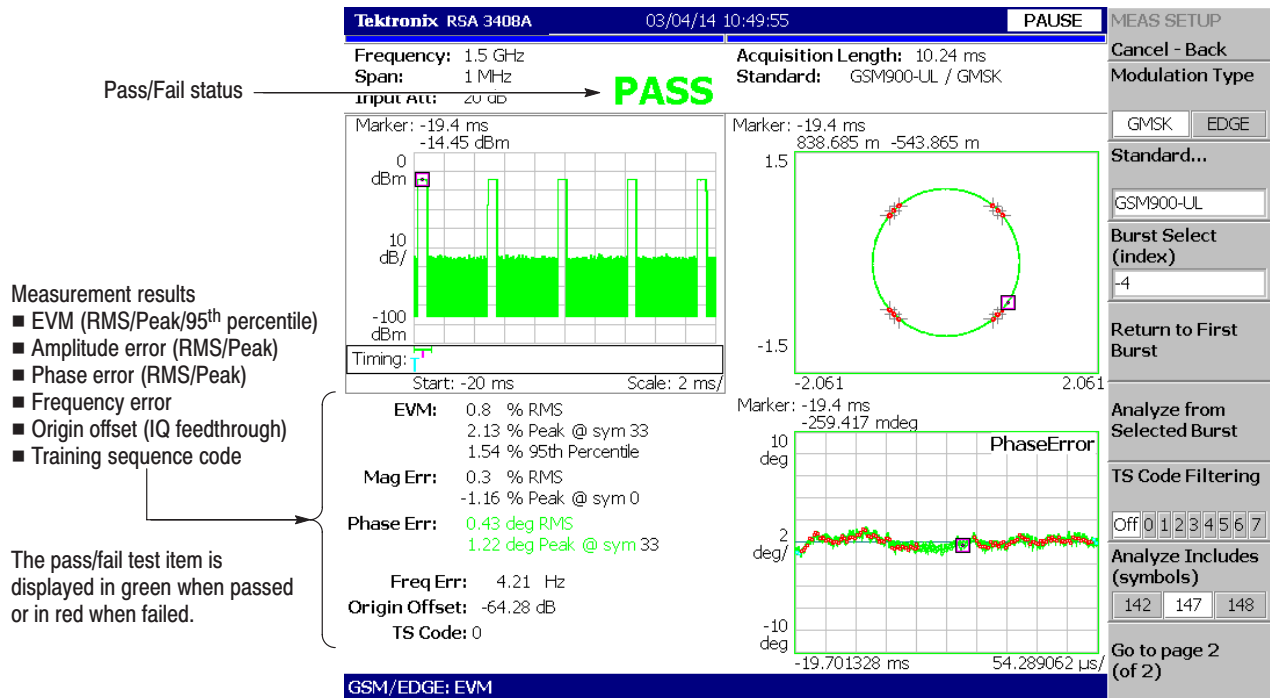 Tektronix RSA 3408A 03/04/14 10:49:55 PAUSE
Frequency: 1.5 GHz
Span: 1 MHz
Input Att: 20 dB
PASS
Acquisition Length: 10.24 ms
Standard: GSM900-UL / GMSK
Pass/Fail status
Marker: -19.4 ms
-14.45 dBm
0
dBm
10
dB/
-100
dBm
Timing:
T
Start: -20 ms Scale: 2 ms/
Marker: -19.4 ms
838.685 m -543.865 m
1.5
-1.5
-2.061 2.061
Measurement results
■ EVM (RMS/Peak/95th percentile)
■ Amplitude error (RMS/Peak)
■ Phase error (RMS/Peak)
■ Frequency error
■ Origin offset (IQ feedthrough)
■ Training sequence code
The pass/fail test item is
displayed in green when passed
or in red when failed.
EVM: 0.8 % RMS
2.13 % Peak @ sym 33
1.54 % 95th Percentile
Mag Err: 0.3 % RMS
-1.16 % Peak @ sym 0
Phase Err: 0.43 deg RMS
1.22 deg Peak @ sym 33
Freq Err: 4.21 Hz
Origin Offset: -64.28 dB
TS Code: 0
Marker: -19.4 ms
-259.417 mdeg
10
deg
PhaseError
2
deg/
-10
deg
-19.701328 ms 54.289062 µs/
GSM/EDGE: EVM
MEAS SETUP
Cancel - Back
Modulation Type
GMSK EDGE
Standard...
GSM900-UL
Burst Select
(index)
-4
Return to First
Burst
Analyze from
Selected Burst
TS Code Filtering
Off 0 1 2 3 4 5 6 7
Analyze Includes
(symbols)
142 147 148
Go to page 2
(of 2)